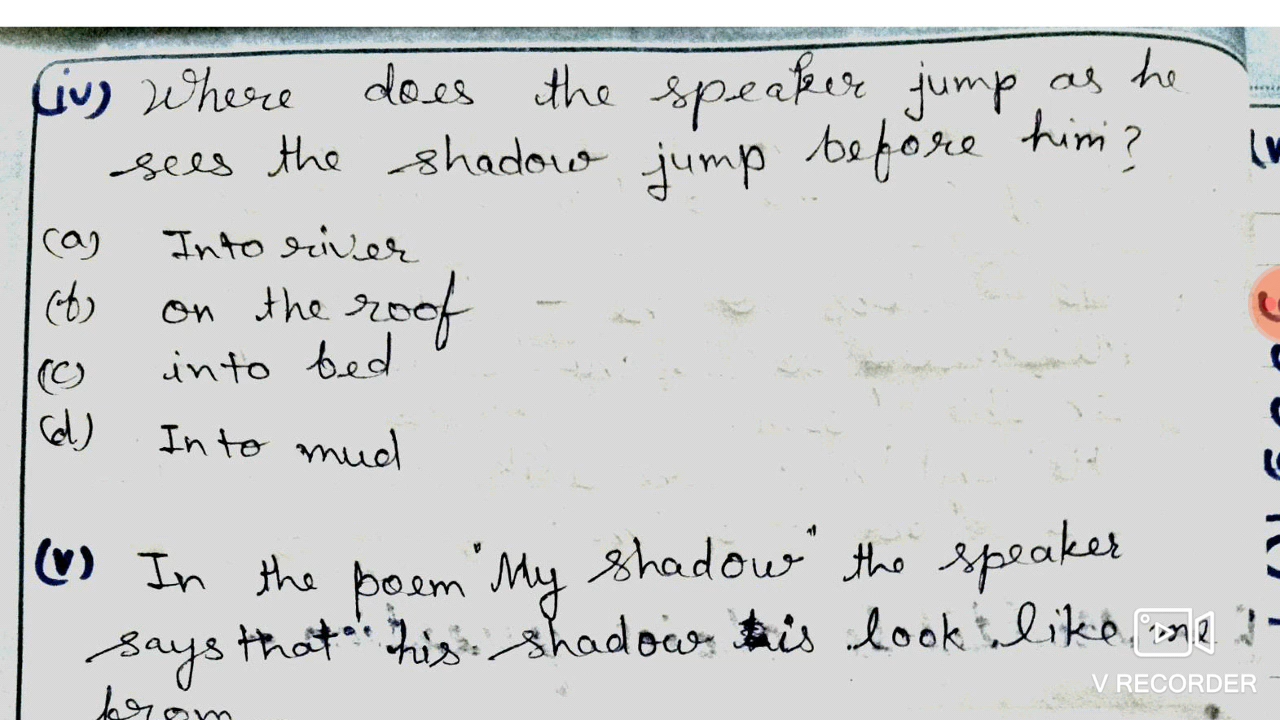 (iv) Where does the speaker jump as he
sees the shadow jump before him?
(a) Into river
(b) on the roof
(c) into bed
(d) Into mud
(v) In the poem "My shadow" the speaker
says that his shadow is look like me
from
V RECORDER